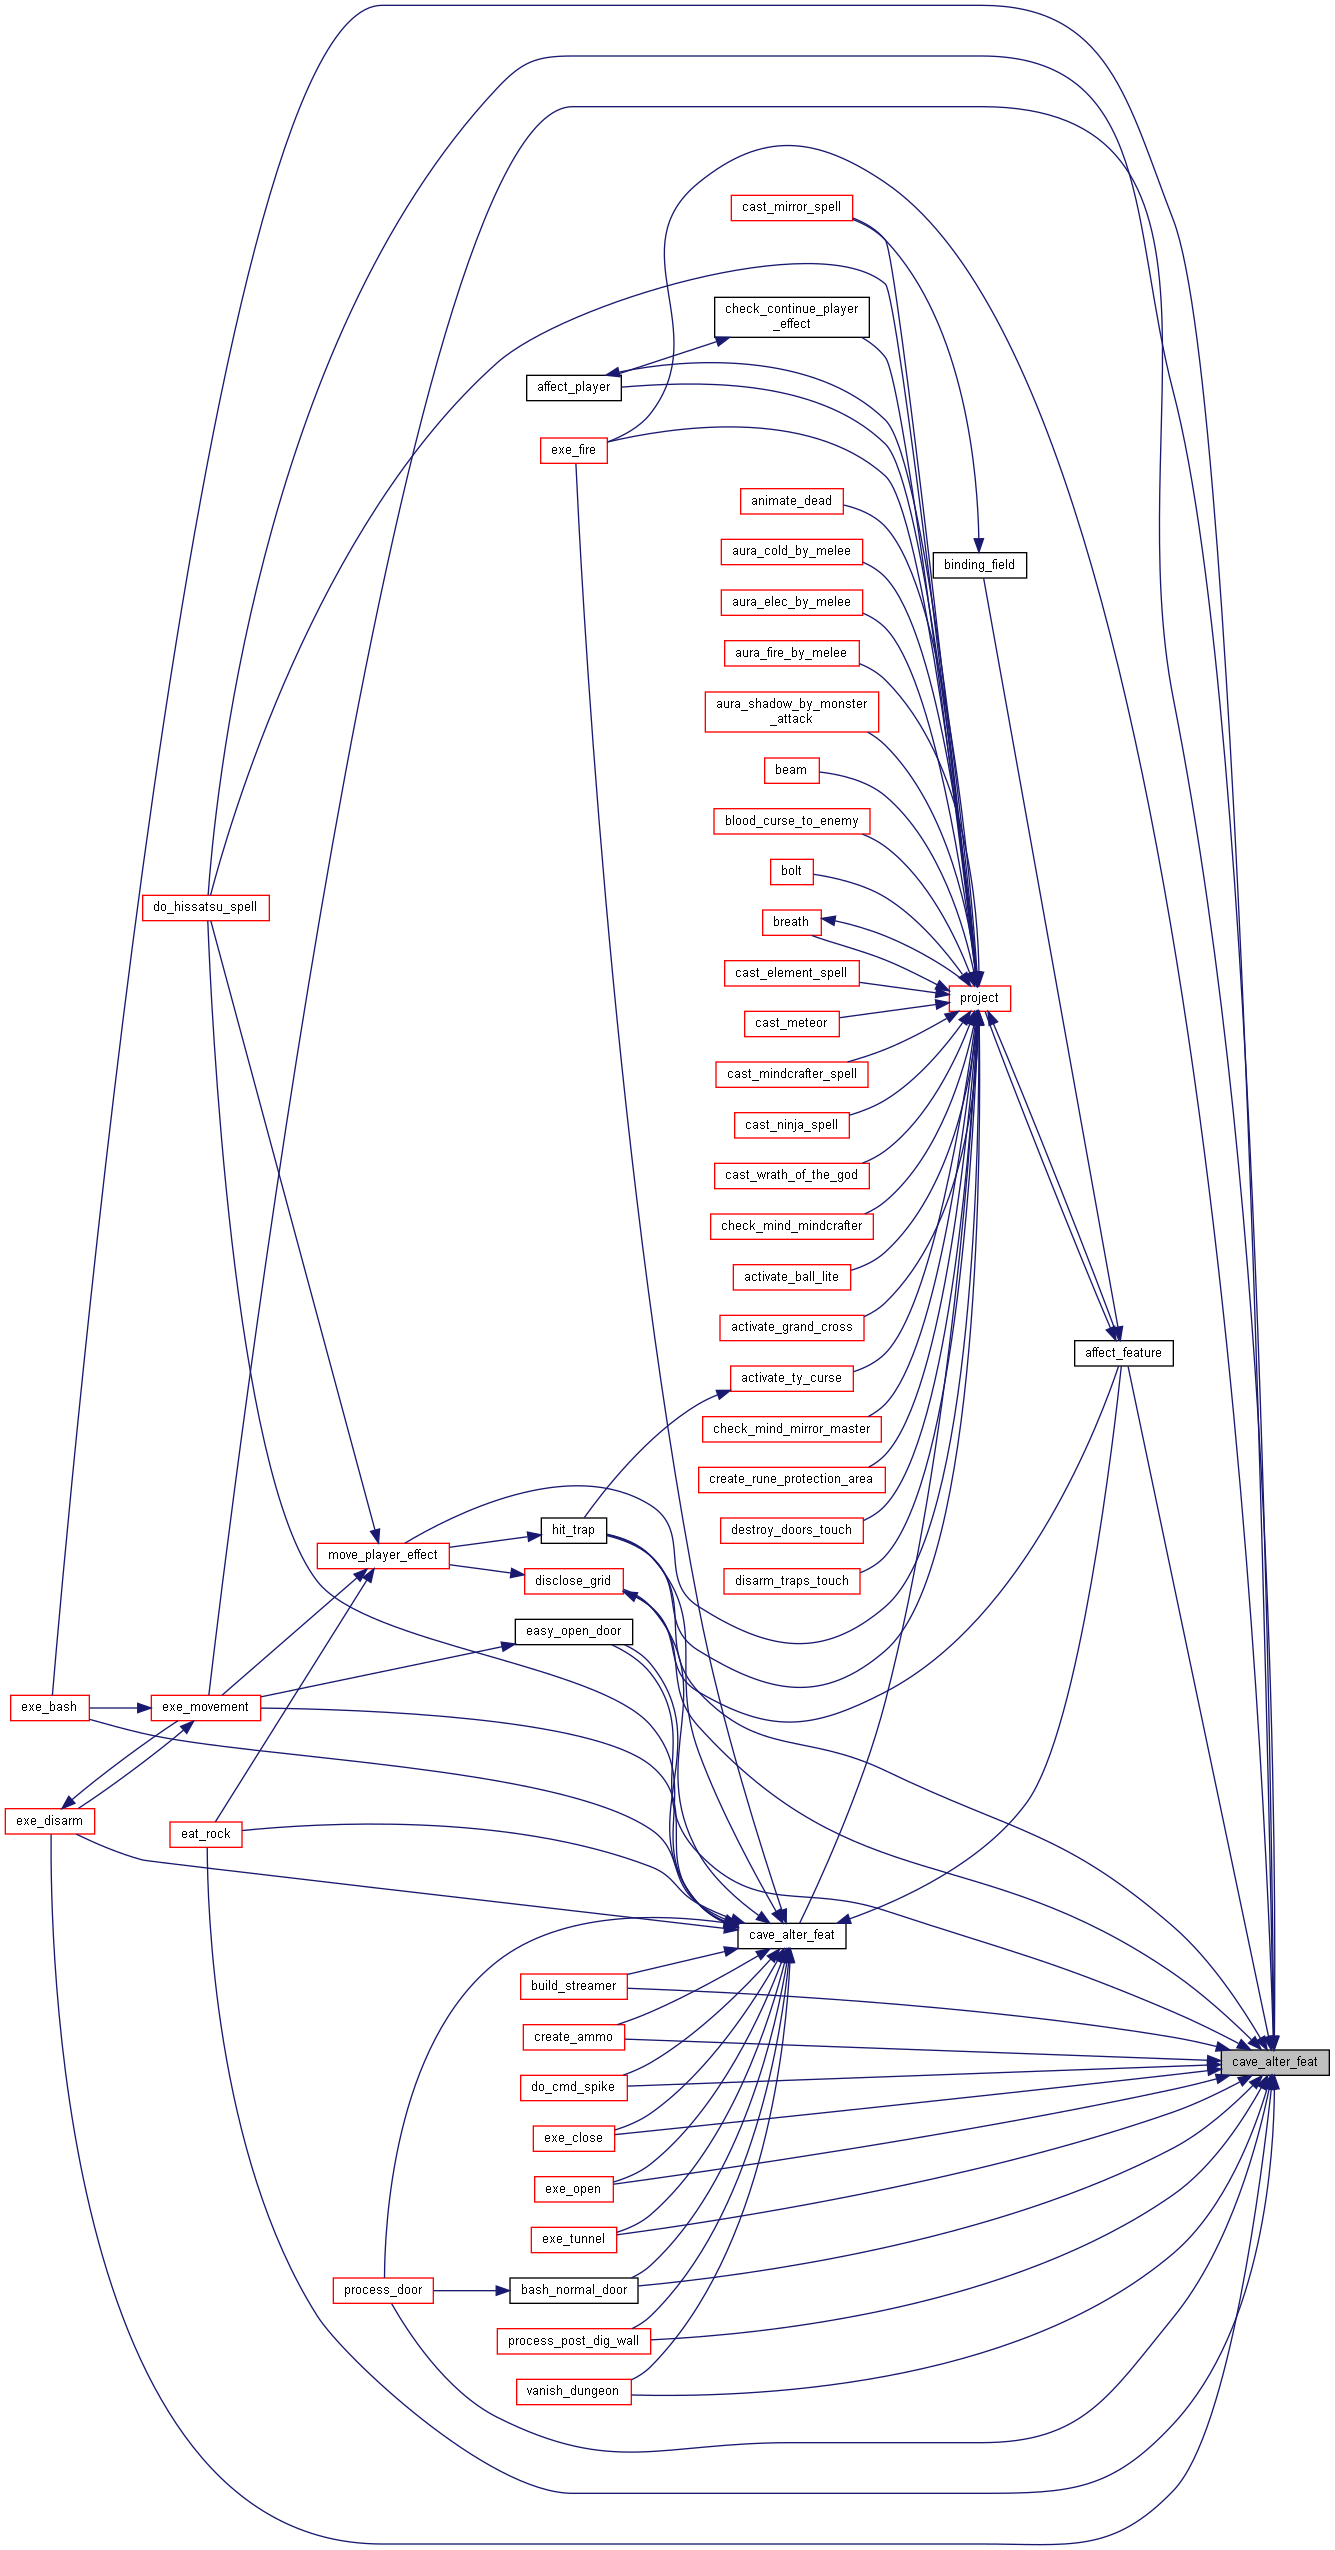 cast_mirror_spell
check_continue_player
_effect
affect_player
exe_fire
animate_dead
aura_cold_by_melee
binding_field
aura_elec_by_melee
aura_fire_by_melee
aura_shadow_by_monster
_attack
beam
blood_curse_to_enemy
bolt
do_hissatsu_spell
breath
cast_element_spell
project
cast_meteor
cast_mindcrafter_spell
cast_ninja_spell
cast_wrath_of_the_god
check_mind_mindcrafter
activate_ball_lite
activate_grand_cross
affect_feature
activate_ty_curse
check_mind_mirror_master
create_rune_protection_area
hit_trap
destroy_doors_touch
move_player_effect
disclose_grid
disarm_traps_touch
easy_open_door
exe_bash
exe_movement
exe_disarm
eat_rock
cave_alter_feat
build_streamer
create_ammo
cave_alter_feat
do_cmd_spike
exe_close
exe_open
exe_tunnel
process_door
bash_normal_door
process_post_dig_wall
vanish_dungeon